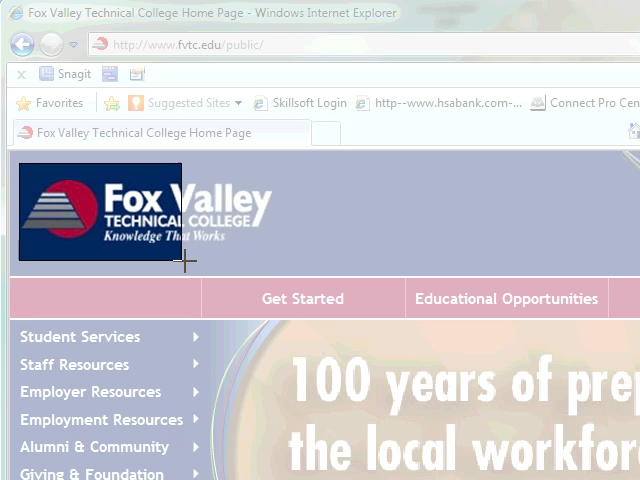 Fox Valley Technical College Home Page - Windows Internet Explorer
http://www.fvtc.edu/public/
x Snagit
Favorites Suggested Sites Skillsoft Login http--www.hsabank.com-... Connect Pro Cen
Fox Valley Technical College Home Page
Fox Valley
TECHNICAL COLLEGE
Knowledge That Works
Get Started Educational Opportunities
Student Services
Staff Resources
Employer Resources
Employment Resources
Alumni & Community
Giving & Foundation
100 years of prep
the local workfor